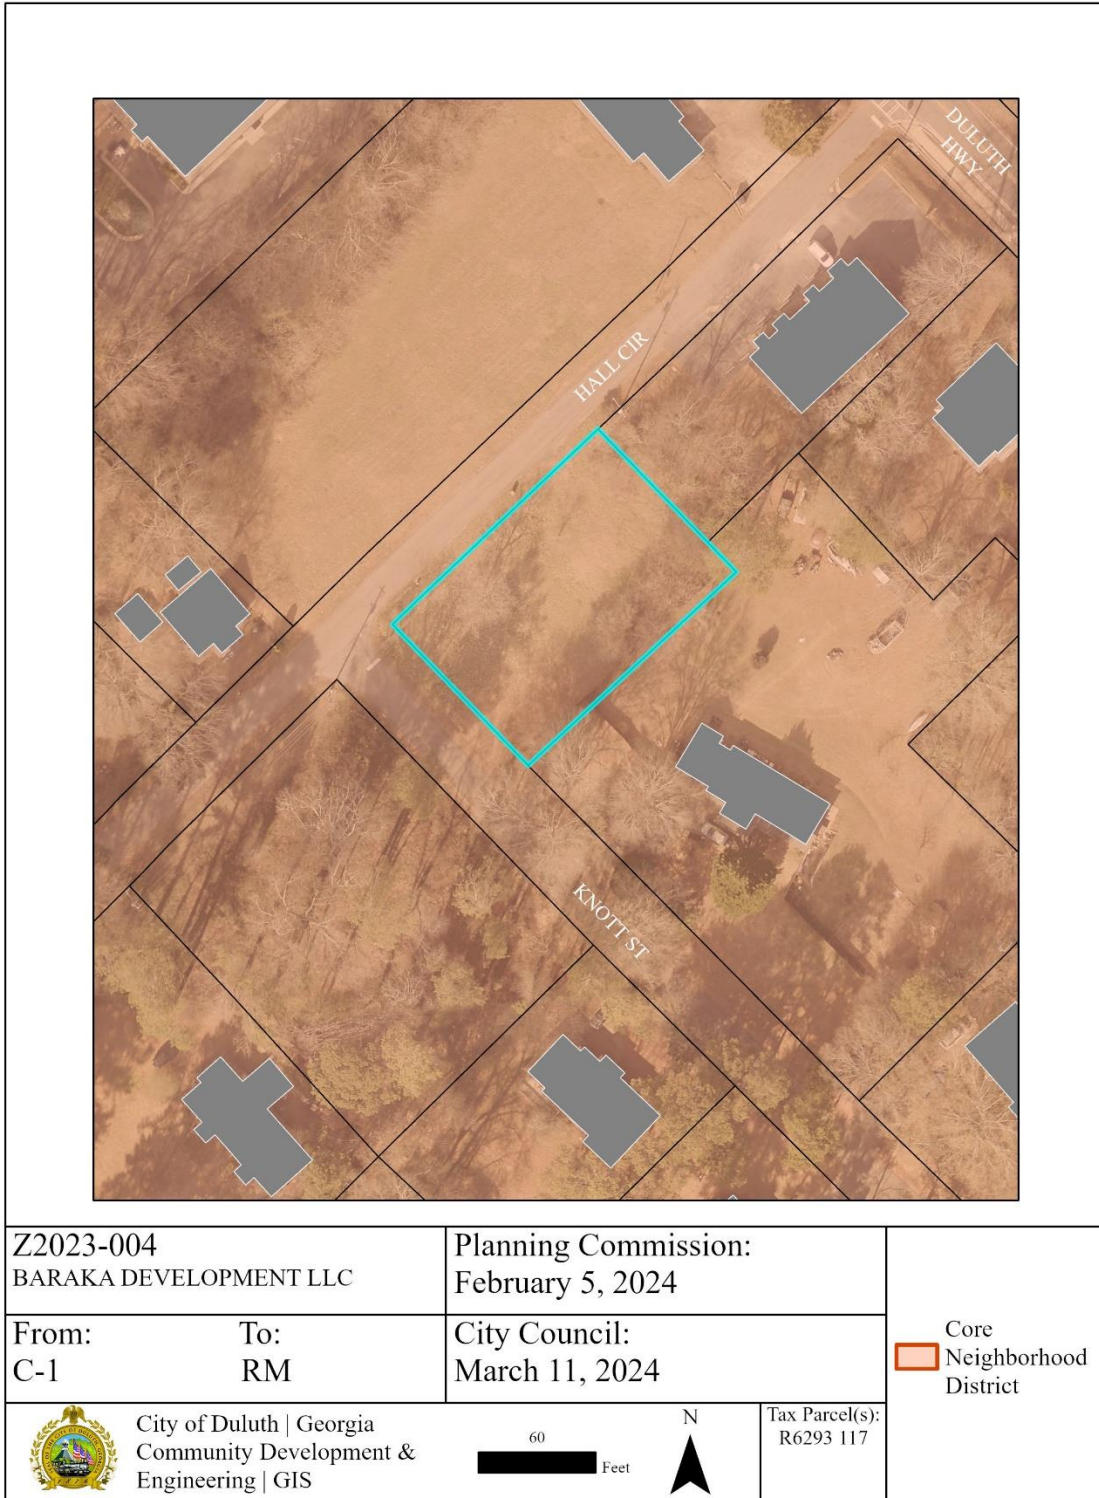 DULUTH
HWY
HALL CIR
KNOTT ST
Z2023-004
BARAKA DEVELOPMENT LLC
Planning Commission:
February 5, 2024
From: To:
C-1 RM
City Council:
March 11, 2024
Core
Neighborhood
District
City of Duluth | Georgia
Community Development &
Engineering | GIS
60
Feet
N
Tax Parcel(s):
R6293 117